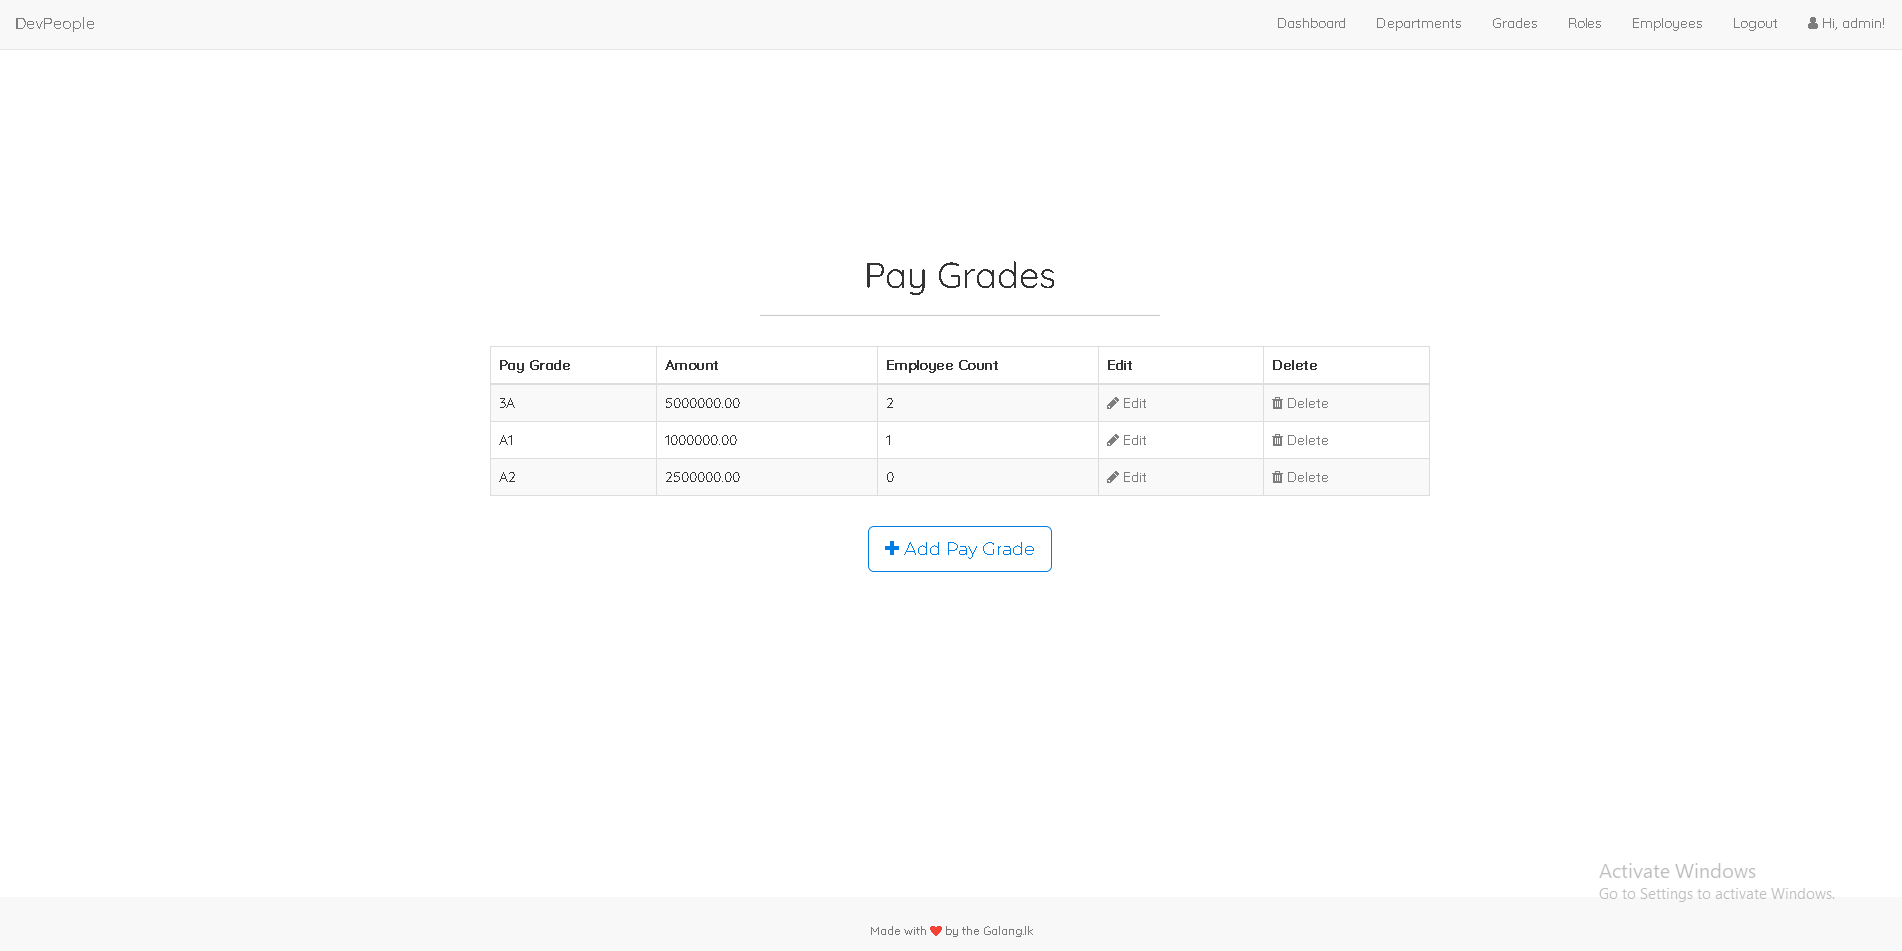 DevPeople Dashboard Departments Grades Roles Employees Logout Hi, admin!
Pay Grades
Pay Grade Amount Employee Count Edit Delete
3A 5000000.00 2 Edit Delete
A1 1000000.00 1 Edit Delete
A2 2500000.00 0 Edit Delete
Add Pay Grade
Activate Windows
Go to Settings to activate Windows.
Made with ❤ by the Galang.lk